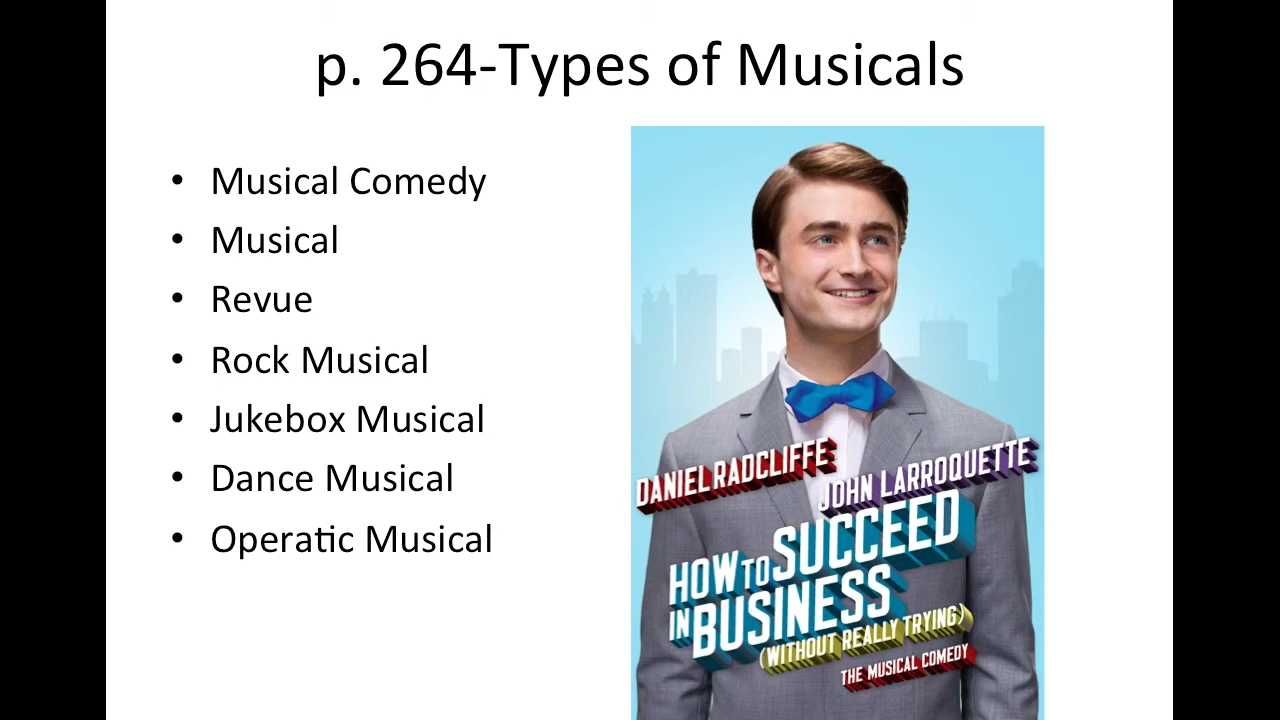 p. 264-Types of Musicals
• Musical Comedy
• Musical
• Revue
• Rock Musical
• Jukebox Musical
• Dance Musical
• Operatic Musical
DANIEL RADCLIFFE
JOHN LARROQUETTE
HOW TO SUCCEED
IN BUSINESS
(WITHOUT REALLY TRYING)
THE MUSICAL COMEDY